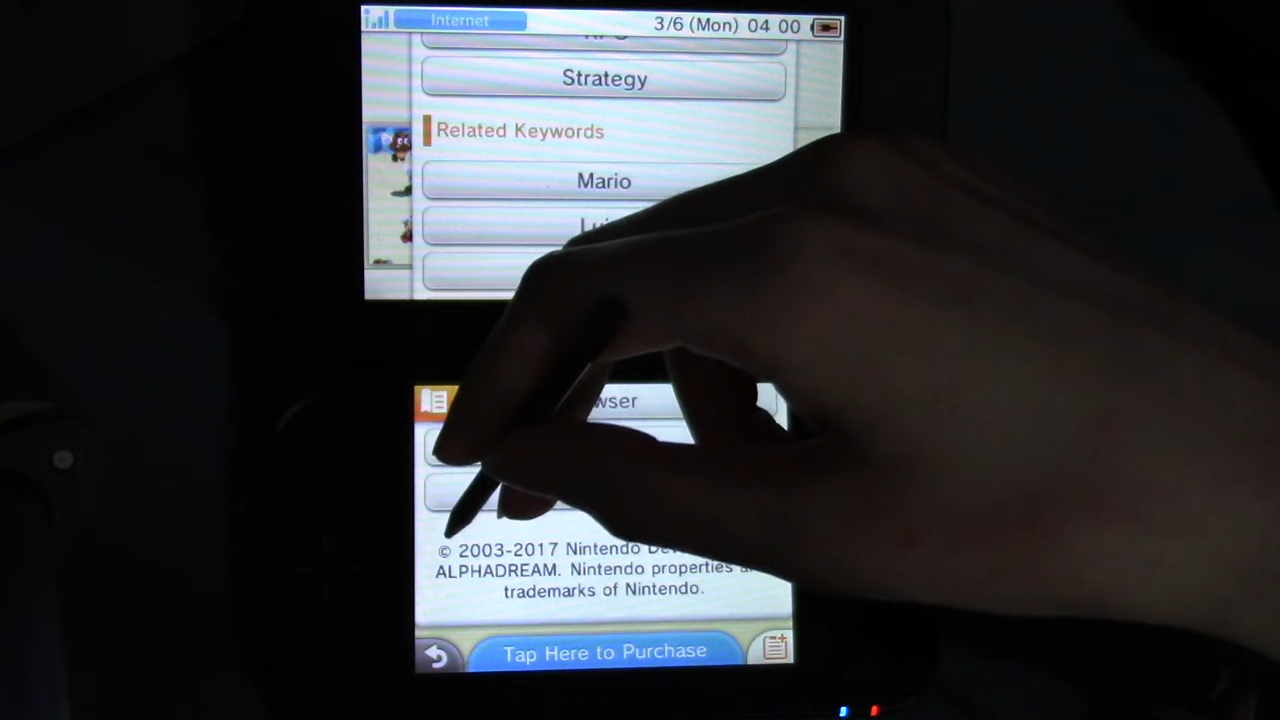 Internet
3/6 (Mon) 04 00
Strategy
Related Keywords
Mario
© 2003-2017 Nintendo
ALPHADREAM. Nintendo properties
trademarks of Nintendo.
Tap Here to Purchase